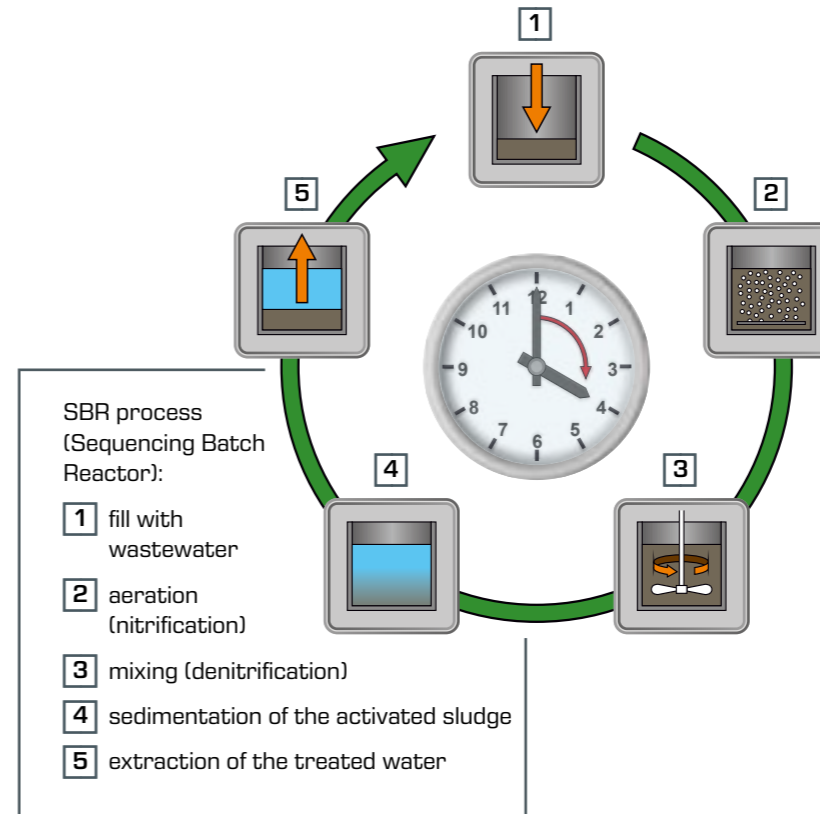 1
5
2
12
11
1
10
2
9
3
8
4
7
5
6
4
3
SBR process
(Sequencing Batch
Reactor):
1 fill with
wastewater
2 aeration
(nitrification)
3 mixing (denitrification)
4 sedimentation of the activated sludge
5 extraction of the treated water